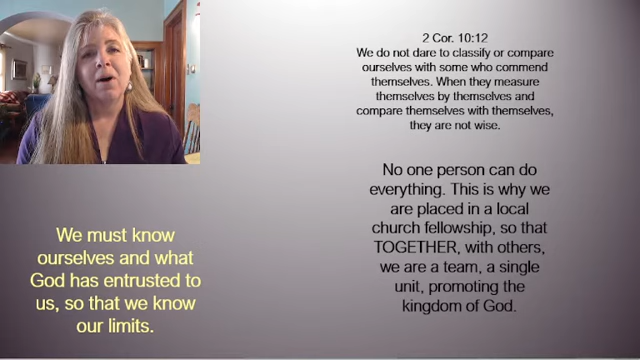 2 Cor. 10:12
We do not dare to classify or compare
ourselves with some who commend
themselves. When they measure
themselves by themselves and
compare themselves with themselves,
they are not wise.
No one person can do
everything. This is why we
are placed in a local
church fellowship, so that
TOGETHER, with others,
we are a team, a single
unit, promoting the
kingdom of God.
We must know
ourselves and what
God has entrusted to
us, so that we know
our limits.